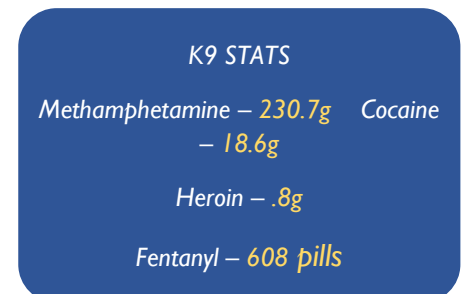 K9 STATS
Methamphetamine – 230.7g Cocaine
– 18.6g
Heroin – .8g
Fentanyl – 608 pills